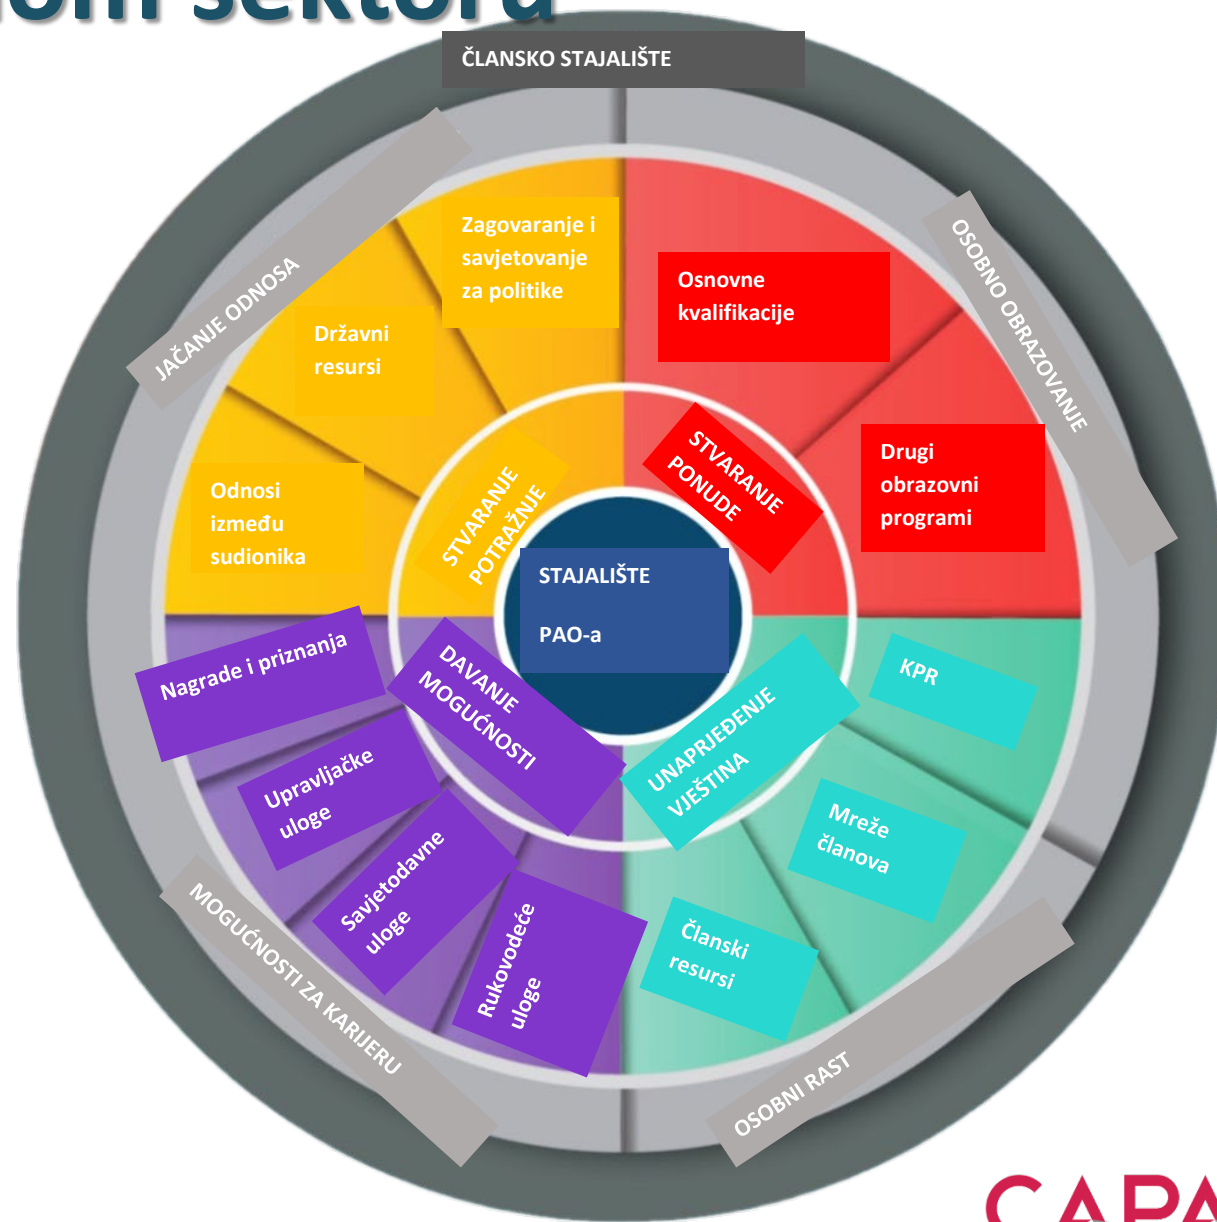 sektoru
ČLANSKO STAJALIŠTE
JAČANJE ODNOSA
OSOBNO OBRAZOVANJE
Zagovaranje i
savjetovanje
za politike
Osnovne
kvalifikacije
Državni
resursi
Drugi
obrazovni
programi
Odnosi
između
sudionika
STVARANJE
POTRAŽNJE
STVARANJE
PONUDE
STAJALIŠTE
PAO-a
Nagrade i priznanja
DAVANJE
MOGUĆNOSTI
UNAPRJEĐENJE
VJEŠTINA
KPR
Upravljačke
uloge
Mreže
članova
Savjetodavne
uloge
Rukovodeće
uloge
Članski
resursi
MOGUĆNOSTI ZA KARIJERU
OSOBNI RAST